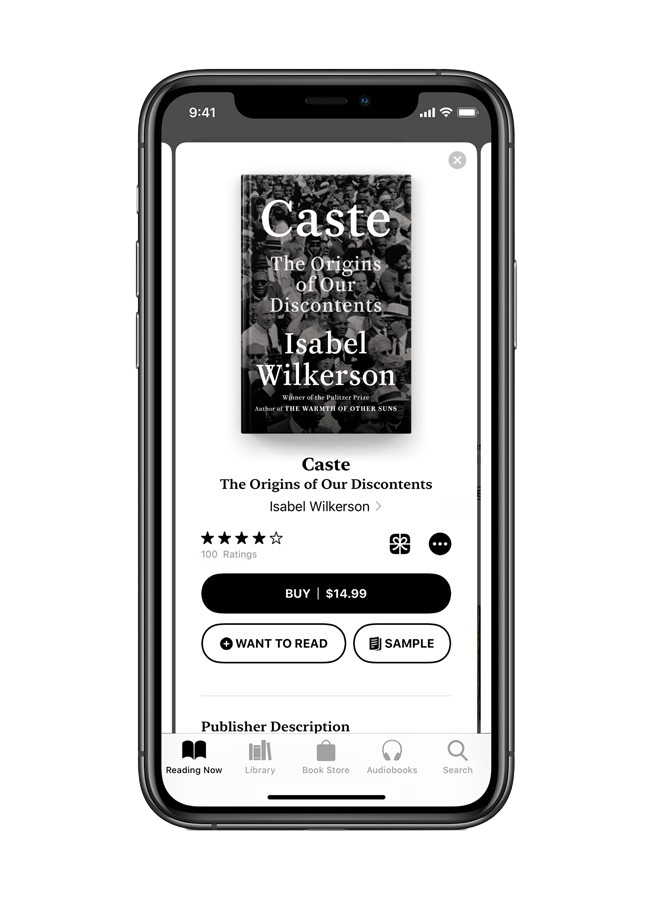 9:41
Caste
The Origins
of Our
Discontents
Isabel
Wilkerson
Winner of the Pulitzer Prize
Author of THE WARMTH OF OTHER SUNS
Caste
The Origins of Our Discontents
Isabel Wilkerson
100 Ratings
BUY | $14.99
WANT TO READ
SAMPLE
Publisher Description
Reading Now
Library
Book Store
Audiobooks
Search